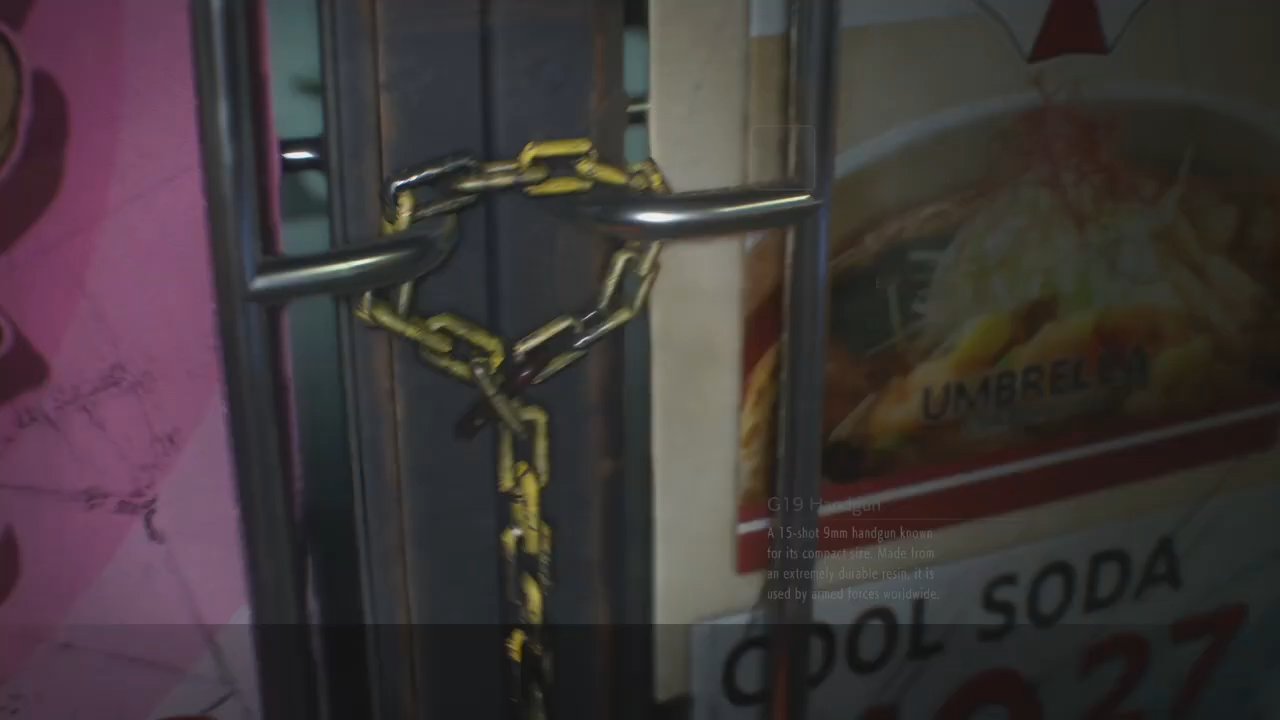 UMBRELLA
G19 Handgun
A 15-shot 9mm handgun known
for its compact size. Made from
an extremely durable resin, it is
used by armed forces worldwide.
COOL SODA